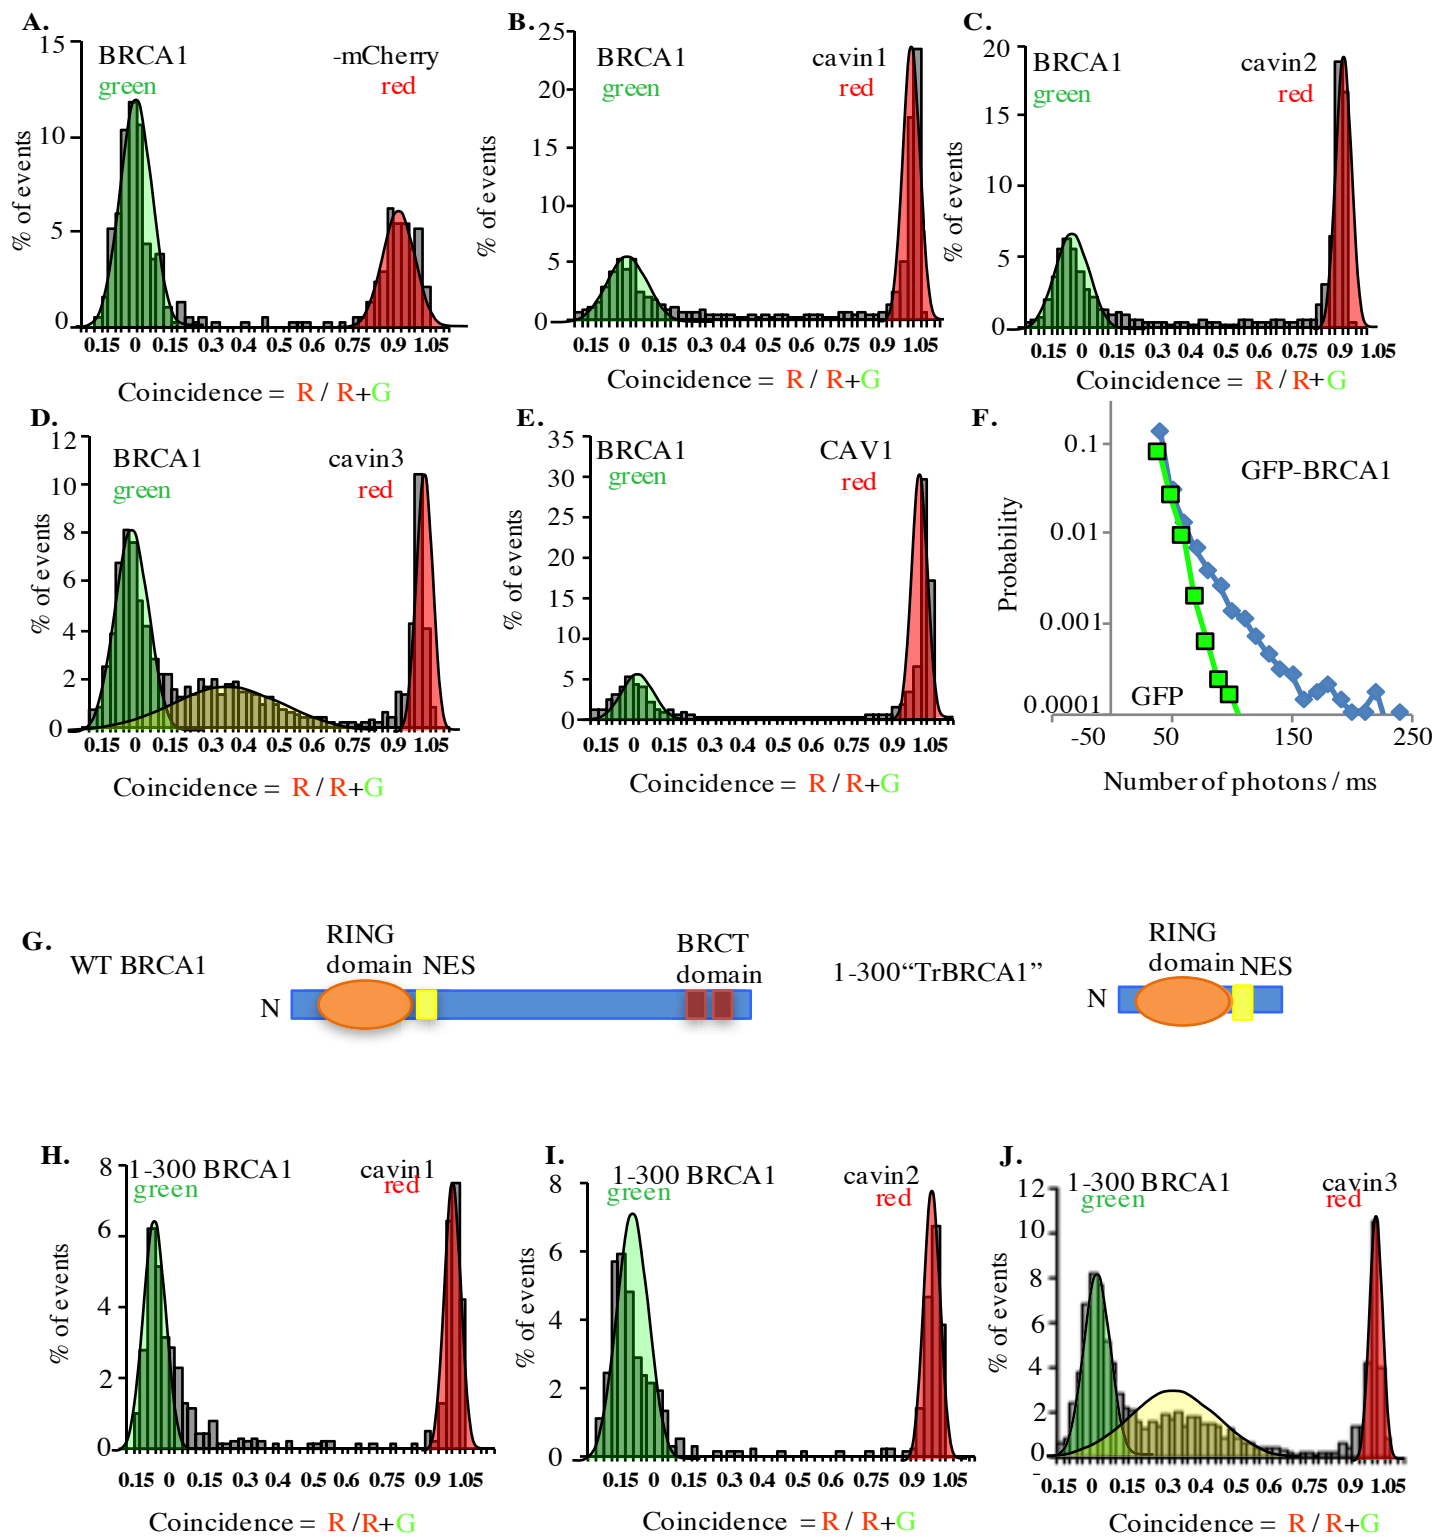 A.
15
10
5
0
% of events
BRCA1
green
-mCherry
red
0.15 0 0.15 0.3 0.4 0.5 0.6 0.75 0.9 1.05
Coincidence = R / R+G
B.
25
20
15
10
5
0
% of events
BRCA1
green
cavin1
red
0.15 0 0.15 0.3 0.4 0.5 0.6 0.75 0.9 1.05
Coincidence = R / R+G
C.
20
15
10
5
0
% of events
BRCA1
green
cavin2
red
0.15 0 0.15 0.3 0.4 0.5 0.6 0.75 0.9 1.05
Coincidence = R / R+G
D.
12
10
8
6
4
2
0
% of events
BRCA1
green
cavin3
red
0.15 0 0.15 0.3 0.4 0.5 0.6 0.75 0.9 1.05
Coincidence = R / R+G
E.
35
30
25
20
15
10
5
0
% of events
BRCA1
green
CAV1
red
0.15 0 0.15 0.3 0.4 0.5 0.6 0.75 0.9 1.05
Coincidence = R / R+G
F.
0.1
0.01
0.001
0.0001
Probability
GFP-BRCA1
GFP
-50 50 150 250
Number of photons / ms
G.
WT BRCA1
N
RING
domain NES
BRCT
domain
1-300“TrBRCA1”
N
RING
domain NES
H.
8
6
4
2
0
% of events
1-300 BRCA1
green
cavin1
red
0.15 0 0.15 0.3 0.4 0.5 0.6 0.75 0.9 1.05
Coincidence = R /R+G
I.
8
6
4
2
0
% of events
1-300 BRCA1
green
cavin2
red
0.15 0 0.15 0.3 0.4 0.5 0.6 0.75 0.9 1.05
Coincidence = R / R+G
J.
12
10
8
6
4
2
0
-
% of events
1-300 BRCA1
green
cavin3
red
0.15 0 0.15 0.3 0.4 0.5 0.6 0.75 0.9 1.05
Coincidence = R / R+G